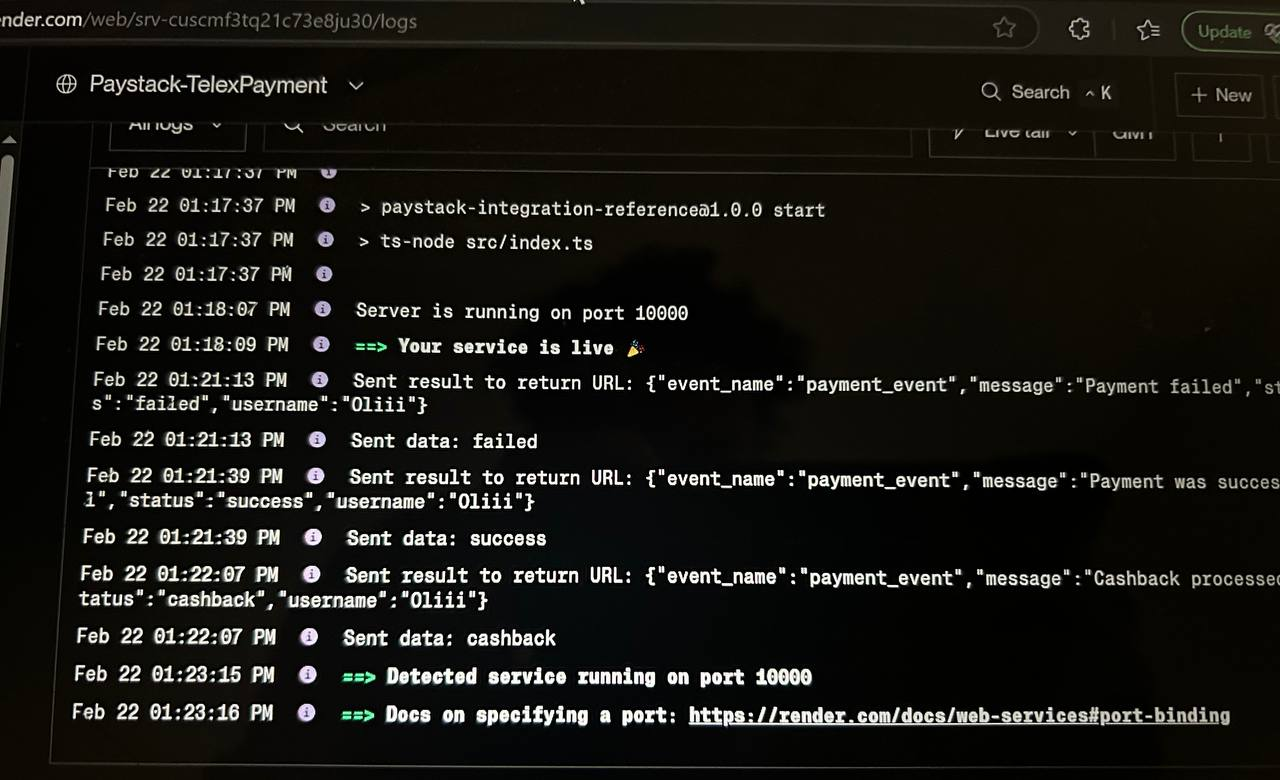 nder.com/web/srv-cuscmf3tq21c73e8ju30/logs
Update
Paystack-TelexPayment
Search ^ K
+ New
All logs
Search
Live tail
GMT
Feb 22 01:17:37 PM
Feb 22 01:17:37 PM > paystack-integration-reference@1.0.0 start
Feb 22 01:17:37 PM > ts-node src/index.ts
Feb 22 01:17:37 PM
Feb 22 01:18:07 PM Server is running on port 10000
Feb 22 01:18:09 PM ==> Your service is live 🎉
Feb 22 01:21:13 PM Sent result to return URL: {"event_name":"payment_event","message":"Payment failed","st
s":"failed","username":"Oliii"}
Feb 22 01:21:13 PM Sent data: failed
Feb 22 01:21:39 PM Sent result to return URL: {"event_name":"payment_event","message":"Payment was succes
l","status":"success","username":"Oliii"}
Feb 22 01:21:39 PM Sent data: success
Feb 22 01:22:07 PM Sent result to return URL: {"event_name":"payment_event","message":"Cashback processed
tatus":"cashback","username":"Oliii"}
Feb 22 01:22:07 PM Sent data: cashback
Feb 22 01:23:15 PM ==> Detected service running on port 10000
Feb 22 01:23:16 PM ==> Docs on specifying a port: https://render.com/docs/web-services#port-binding